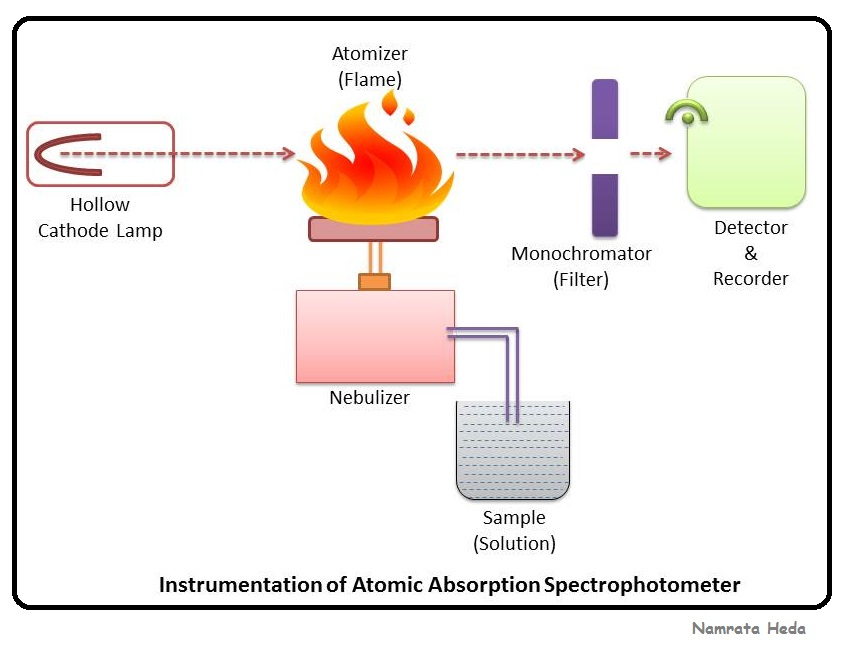 Atomizer
(Flame)
Hollow
Cathode Lamp
Monochromator
(Filter)
Detector
&
Recorder
Nebulizer
Sample
(Solution)
Instrumentation of Atomic Absorption Spectrophotometer
Namrata Heda